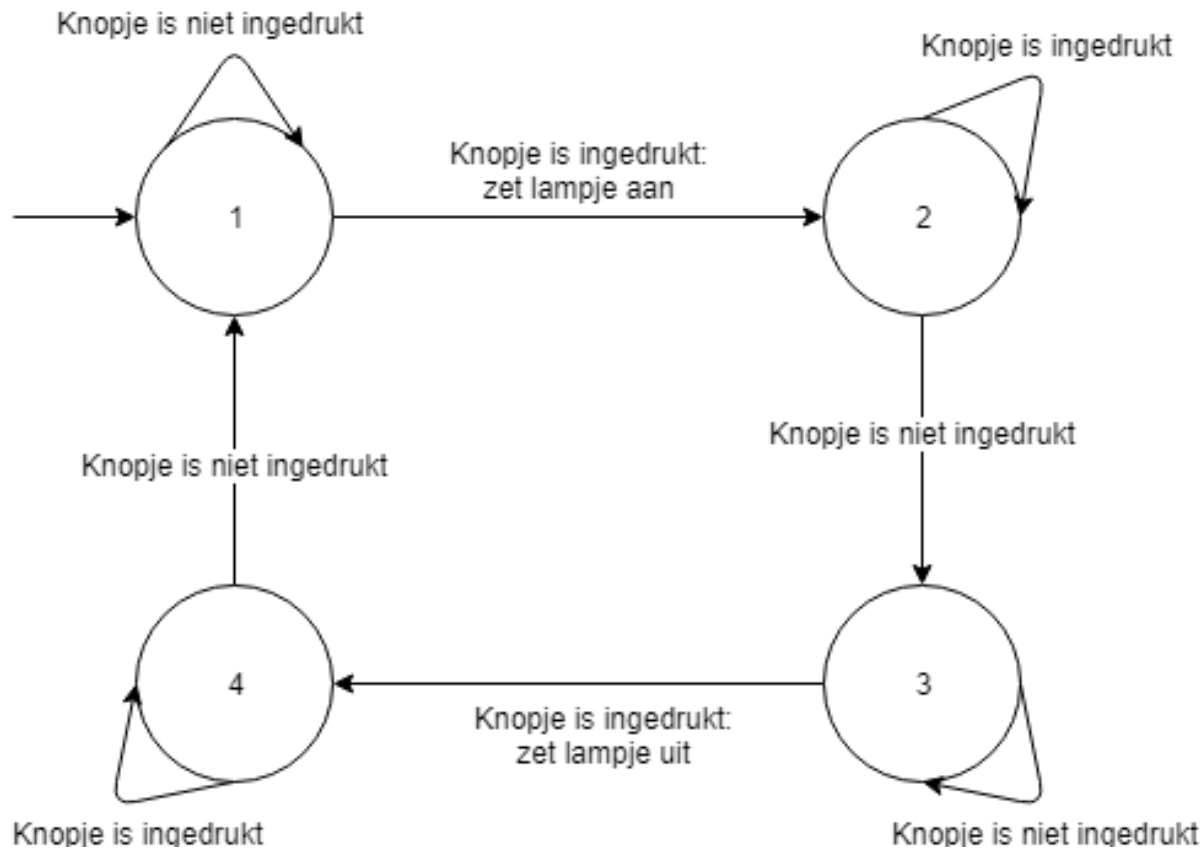 Knopje is niet ingedrukt
Knopje is ingedrukt
Knopje is ingedrukt:
zet lampje aan
1
2
Knopje is niet ingedrukt
Knopje is niet ingedrukt
4
3
Knopje is ingedrukt:
zet lampje uit
Knopje is ingedrukt
Knopje is niet ingedrukt